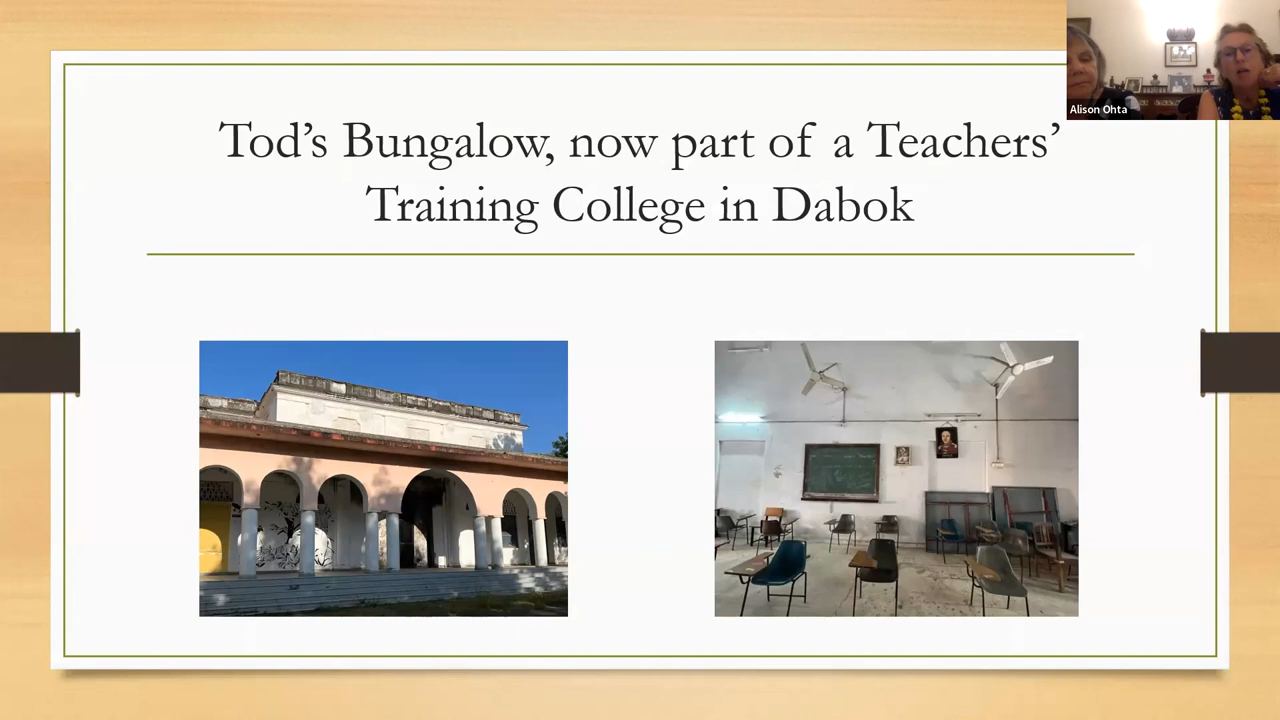 Tod’s Bungalow, now part of a Teachers’
Training College in Dabok
Alison Ohta